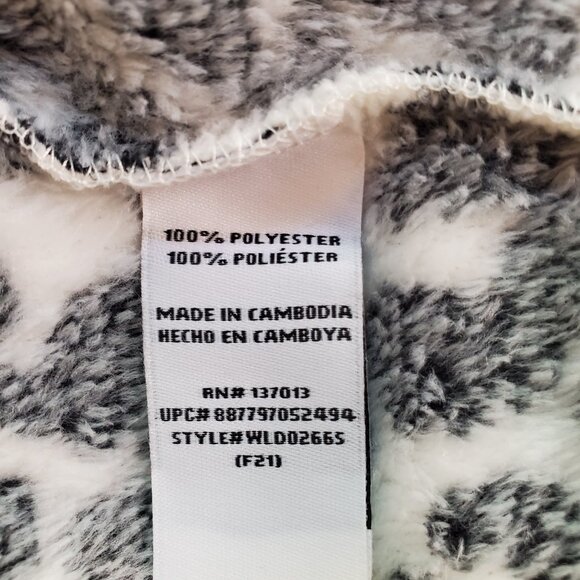 100% POLYESTER
100% POLIÉSTER
MADE IN CAMBODIA
HECHO EN CAMBOYA
RN# 137013
UPC# 887797052494
STYLE#WLD02665
(F21)